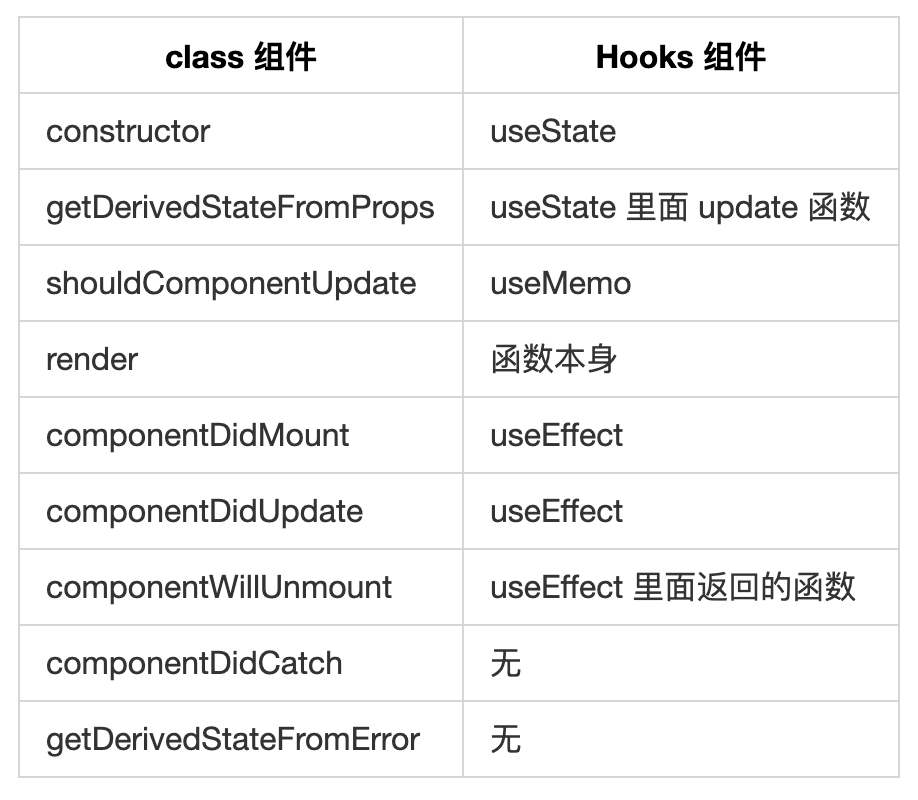 class 组件 Hooks 组件
constructor useState
getDerivedStateFromProps useState 里面 update 函数
shouldComponentUpdate useMemo
render 函数本身
componentDidMount useEffect
componentDidUpdate useEffect
componentWillUnmount useEffect 里面返回的函数
componentDidCatch 无
getDerivedStateFromError 无